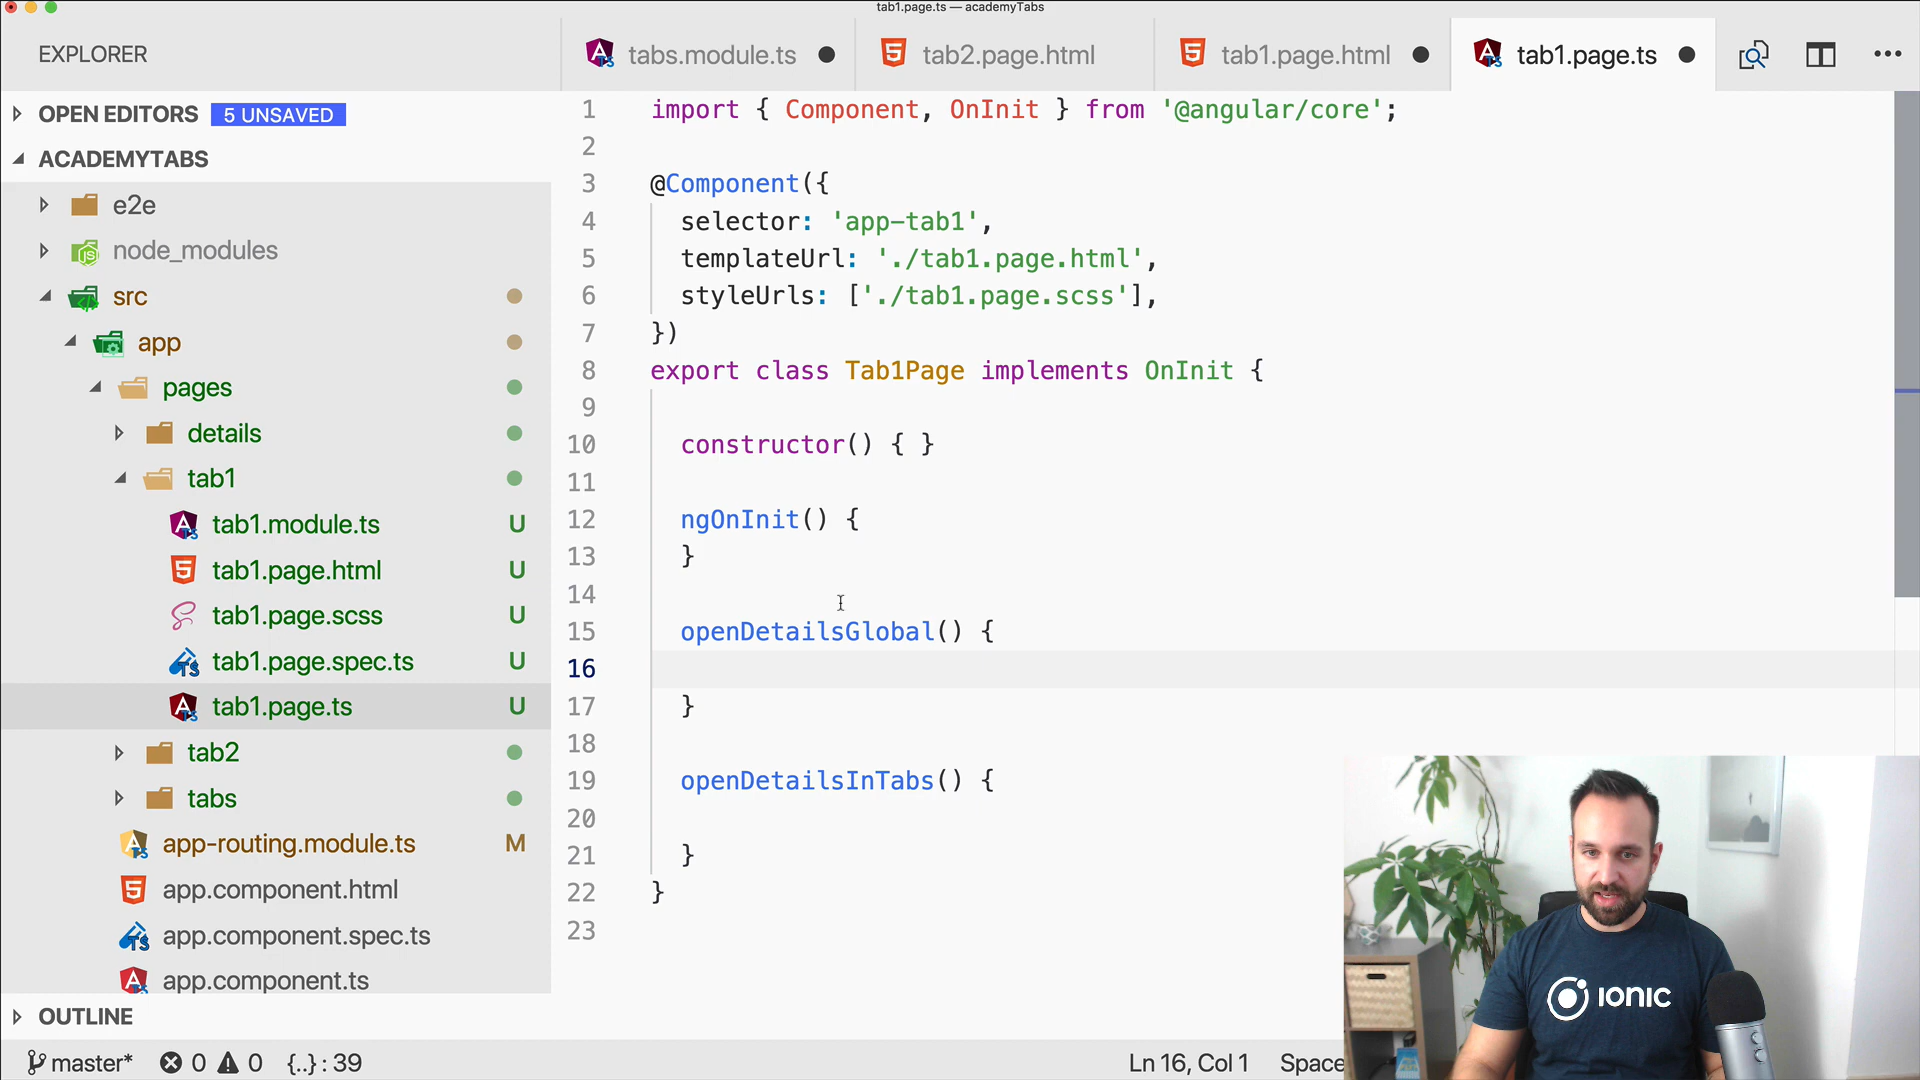 tab1.page.ts — academyTabs
EXPLORER
tabs.module.ts
tab2.page.html
tab1.page.html
tab1.page.ts
OPEN EDITORS 5 UNSAVED
ACADEMYTABS
e2e
node_modules
src
app
pages
details
tab1
tab1.module.ts U
tab1.page.html U
tab1.page.scss U
tab1.page.spec.ts U
tab1.page.ts U
tab2
tabs
app-routing.module.ts M
app.component.html
app.component.spec.ts
app.component.ts
OUTLINE
1 import { Component, OnInit } from '@angular/core';
2
3 @Component({
4 selector: 'app-tab1',
5 templateUrl: './tab1.page.html',
6 styleUrls: ['./tab1.page.scss'],
7 })
8 export class Tab1Page implements OnInit {
9
10 constructor() { }
11
12 ngOnInit() {
13 }
14
15 openDetailsGlobal() {
16
17 }
18
19 openDetailsInTabs() {
20
21 }
22 }
23
IONIC
master* 0 0 {..} : 39
Ln 16, Col 1 Space